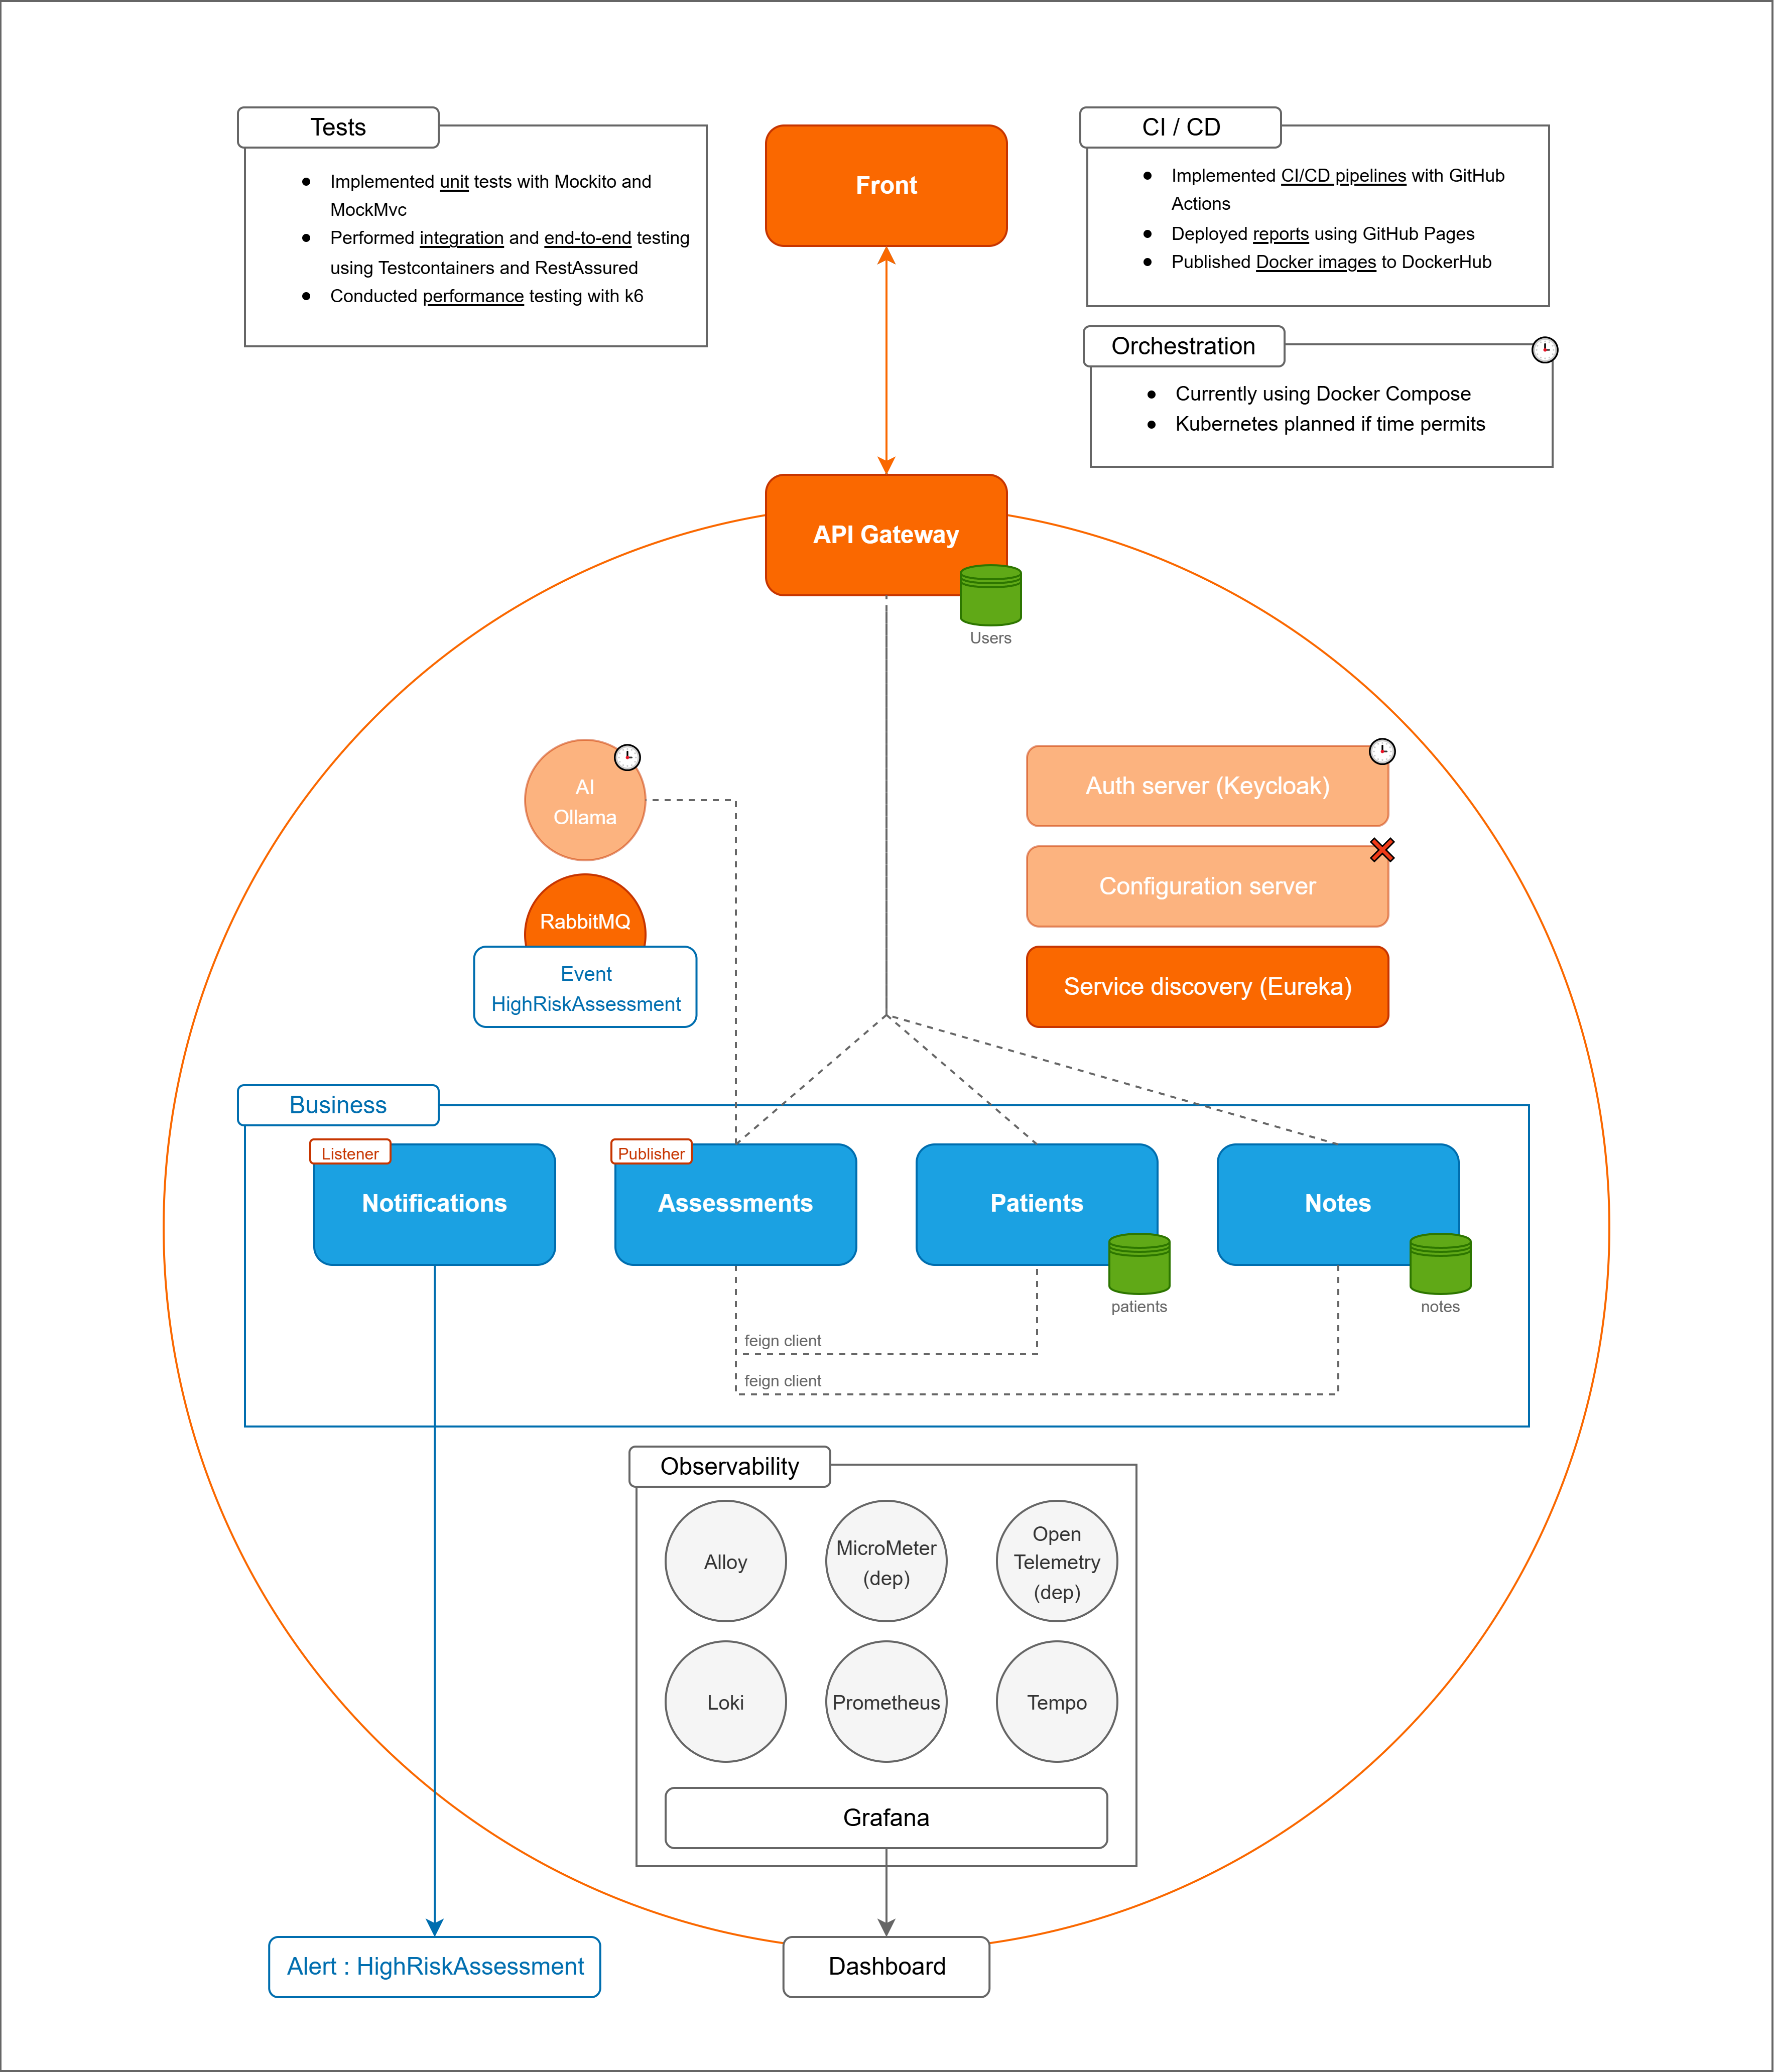 Tests
Implemented unit tests with Mockito and
MockMvc
Performed integration and end-to-end testing
using Testcontainers and RestAssured
Conducted performance testing with k6
Front
CI / CD
Implemented CI/CD pipelines with GitHub
Actions
Deployed reports using GitHub Pages
Published Docker images to DockerHub
Orchestration
Currently using Docker Compose
Kubernetes planned if time permits
API Gateway
Users
AI
Ollama
RabbitMQ
Event
HighRiskAssessment
Auth server (Keycloak)
Configuration server
Service discovery (Eureka)
Business
Listener
Notifications
Publisher
Assessments
Patients
patients
Notes
notes
feign client
feign client
Observability
Alloy
MicroMeter
(dep)
Open
Telemetry
(dep)
Loki
Prometheus
Tempo
Grafana
Alert : HighRiskAssessment
Dashboard